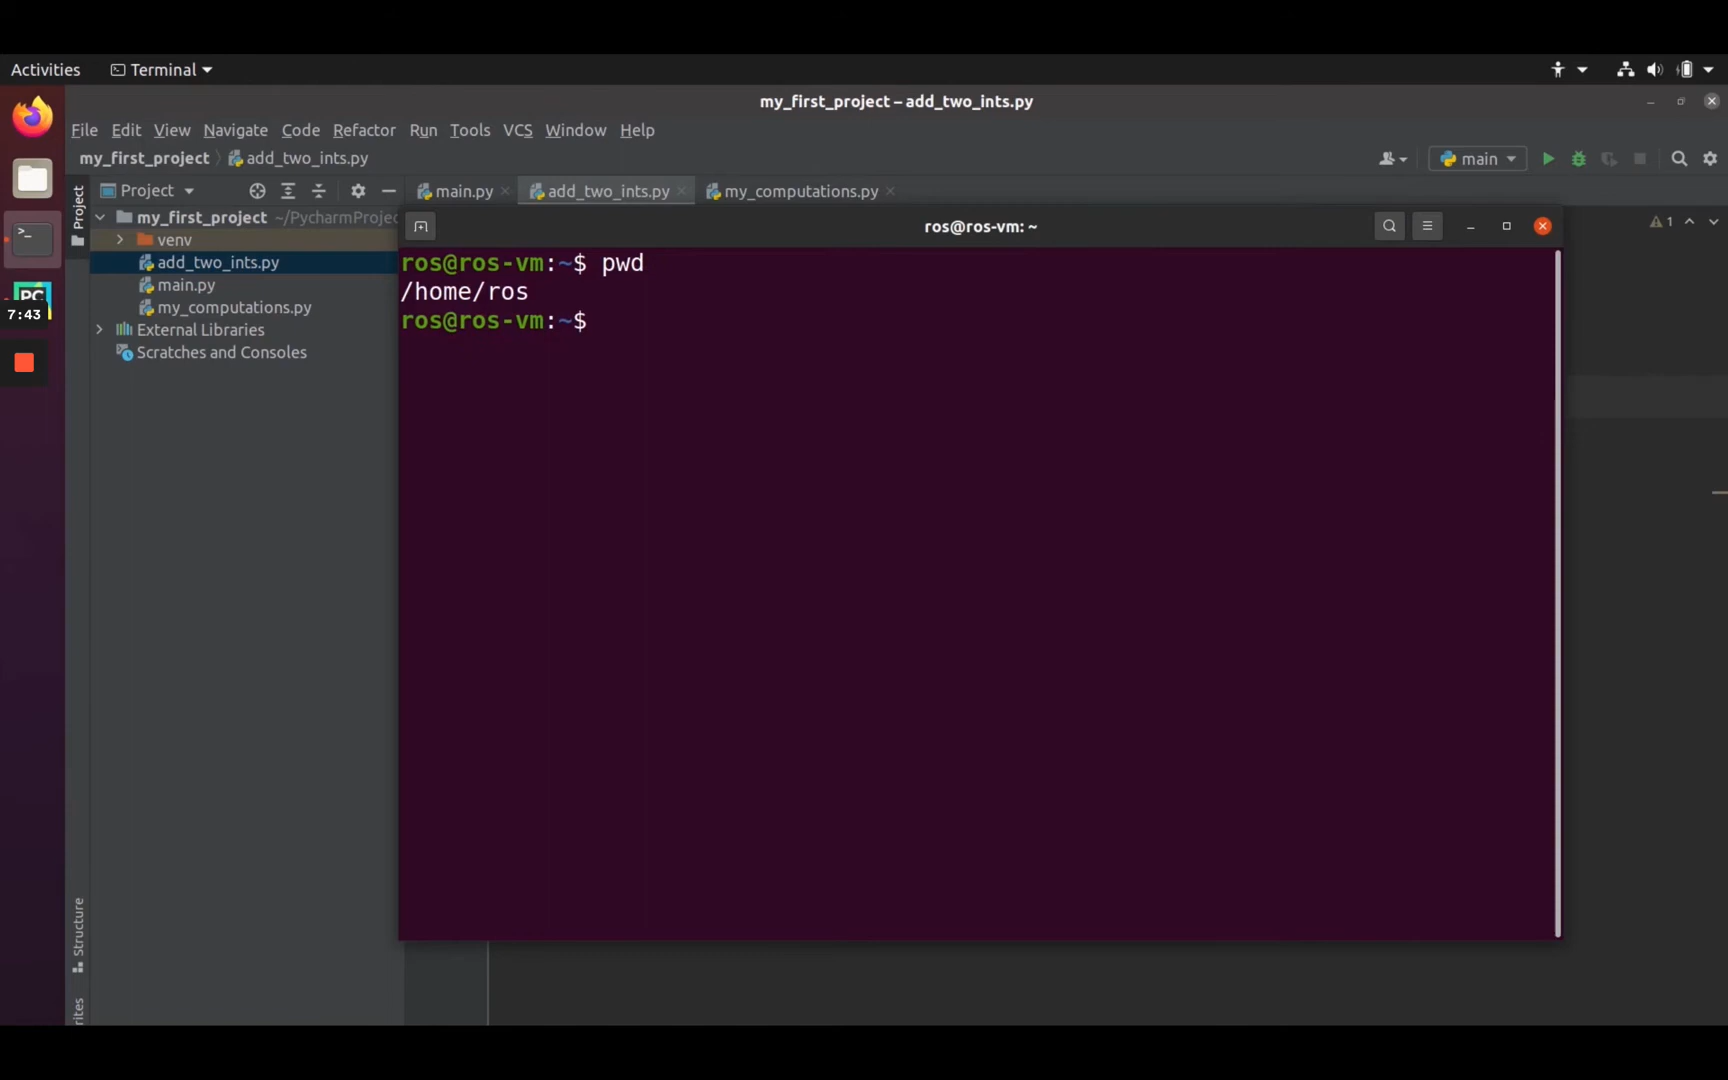 Activities Terminal
my_first_project – add_two_ints.py
File Edit View Navigate Code Refactor Run Tools VCS Window Help
my_first_project add_two_ints.py main
Project main.py add_two_ints.py my_computations.py
Project
my_first_project ~/PycharmProjec
ros@ros-vm: ~
1
venv
add_two_ints.py
main.py
my_computations.py
External Libraries
Scratches and Consoles
ros@ros-vm:~$ pwd
/home/ros
ros@ros-vm:~$
PC
7:43
Structure
rites